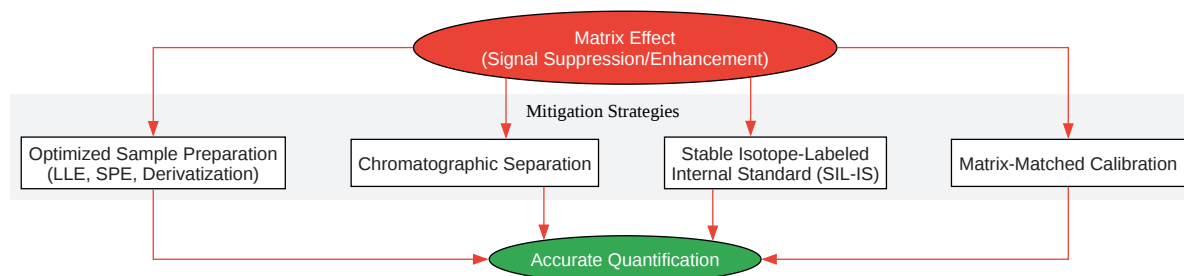 Matrix Effect
(Signal Suppression/Enhancement)
Mitigation Strategies
Optimized Sample Preparation
(LLE, SPE, Derivatization)
Chromatographic Separation
Stable Isotope-Labeled
Internal Standard (SIL-IS)
Matrix-Matched Calibration
Accurate Quantification